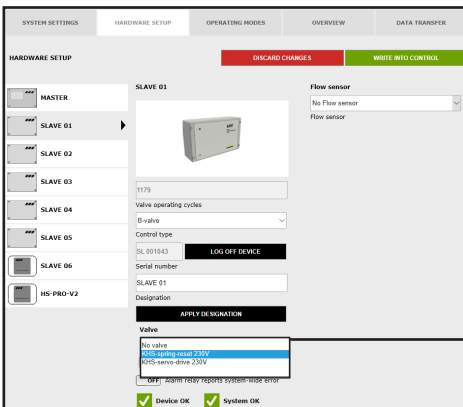 SYSTEM SETTINGS
HARDWARE SETUP
OPERATING MODES
OVERVIEW
DATA TRANSFER
HARDWARE SETUP
DISCARD CHANGES
WRITE INTO CONTROL
MASTER
SLAVE 01
SLAVE 02
SLAVE 03
SLAVE 04
SLAVE 05
SLAVE 06
HS-PRO-V2
SLAVE 01
1179
Valve operating cycles
B-valve
Control type
SL 001043
LOG OFF DEVICE
Serial number
SLAVE 01
Designation
APPLY DESIGNATION
Valve
No valve
KHS-spring-reset 230V
KHS-servo-drive 230V
OFF Alarm relay reports system-wide error
Device OK
System OK
Flow sensor
No Flow sensor
Flow sensor